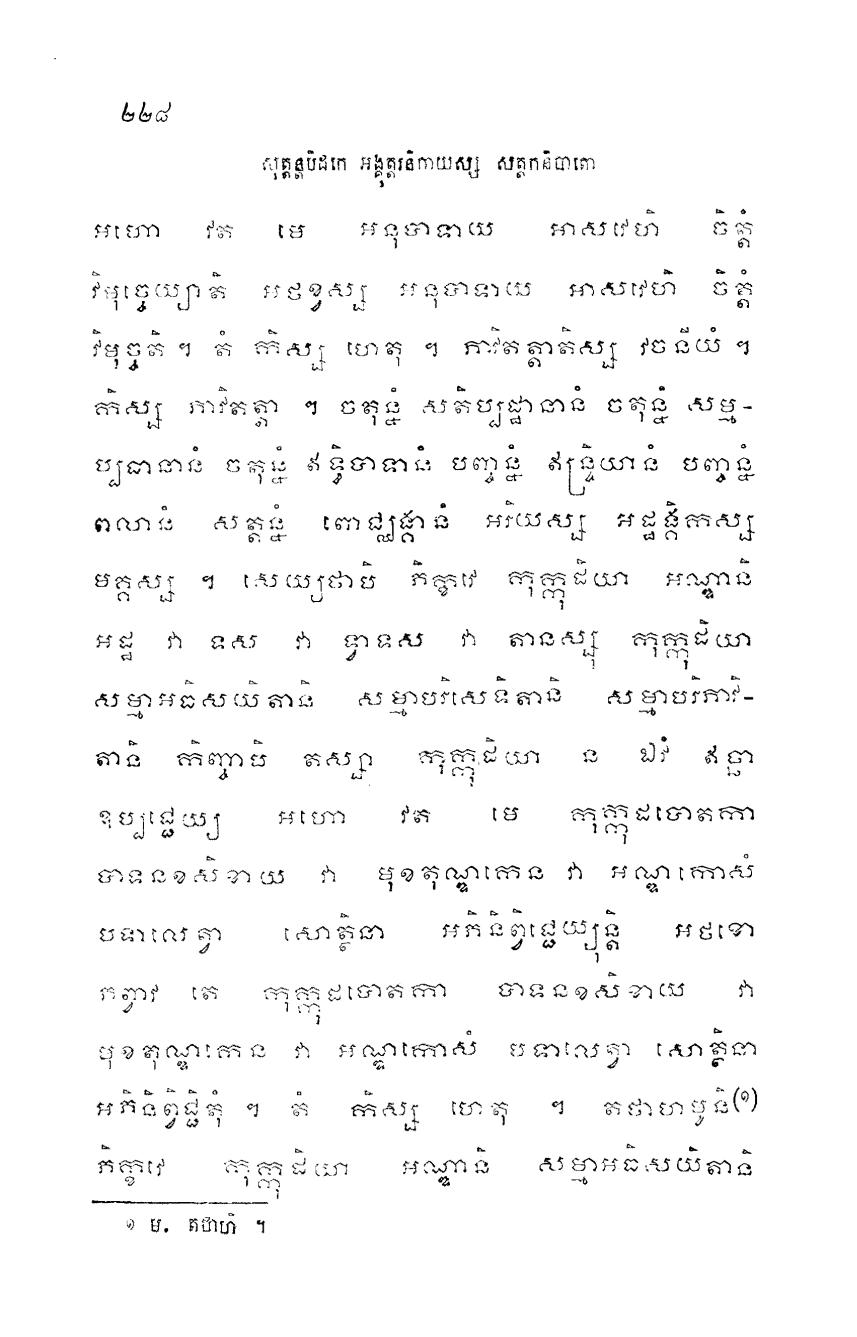 ២២៨
សុត្តន្តបិដកេ អង្គុត្តរនិកាយស្ស សត្តកនិបាតោ
អហោ វត មេ អនុបាទាយ អាសវេហិ ចិត្តំ
វិមុច្ចេយ្យាតិ អថខ្វស្ស អនុបាទាយ អាសវេហិ ចិត្តំ
វិមុច្ចតិ ។ តំ កិស្ស ហេតុ ។ ភាវិតត្តាតិស្ស វចនីយំ ។
កិស្ស ភាវិតត្តា ។ ចតុន្នំ សតិប្បដ្ឋានានំ ចតុន្នំ សម្ម-
ប្បធានានំ ចតុន្នំ ឥទ្ធិបាទានំ បញ្ចន្នំ ឥន្ទ្រិយានំ បញ្ចន្នំ
ពលានំ សត្តន្នំ ពោជ្ឈង្គានំ អរិយស្ស អដ្ឋង្គិកស្ស
មគ្គស្ស ។ សេយ្យថាបិ ភិក្ខវេ កុក្កុដិយា អណ្ឌានិ
អដ្ឋ វា ទស វា ទ្វាទស វា តានស្សុ កុក្កុដិយា
សម្មាអធិសយិតានិ សម្មាបរិសេទិតានិ សម្មាបរិភាវិ-
តានិ កិញ្ចាបិ តស្សា កុក្កុដិយា ន ឯវំ ឥច្ឆា
ឧប្បជ្ជេយ្យ អហោ វត មេ កុក្កុដបោតកា
បាទនខសិខាយ វា មុខតុណ្ឌកេន វា អណ្ឌកោសំ
បទាលេត្វា សោត្ថិនា អភិនិព្វិជ្ជេយ្យុន្តិ អថខោ
ភព្វាវ តេ កុក្កុដបោតកា បាទនខសិខាយ វា
មុខតុណ្ឌកេន វា អណ្ឌកោសំ បទាលេត្វា សោត្ថិនា
អភិនិព្វិជ្ជិតុំ ។ តំ កិស្ស ហេតុ ។ តថាហបូនិ(១)
ភិក្ខវេ កុក្កុដិយា អណ្ឌានិ សម្មាអធិសយិតានិ
១ ម. តថាហិ ។